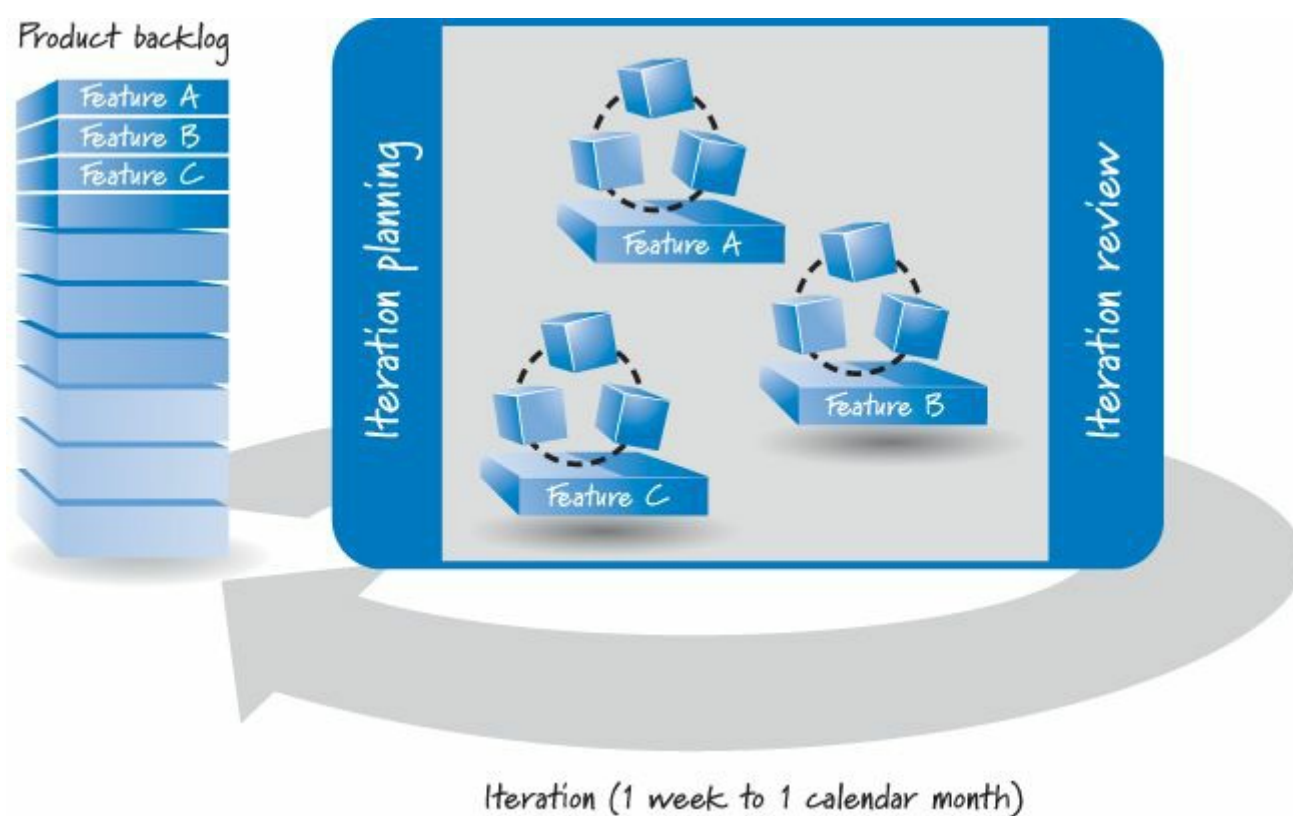 Product backlog
Feature A
Feature B
Feature C
Iteration planning
Feature A
Feature B
Feature C
Iteration review
Iteration (1 week to 1 calendar month)